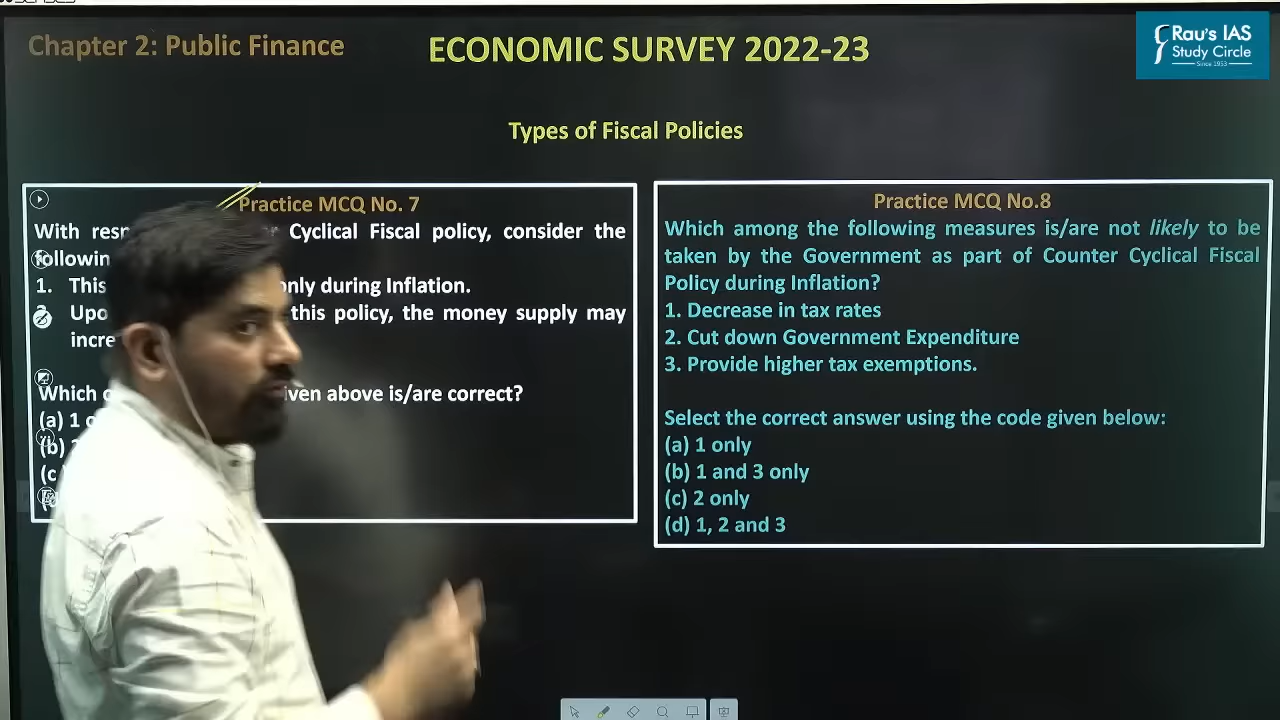 Chapter 2: Public Finance
ECONOMIC SURVEY 2022-23
Rau's IAS
Study Circle
Since 1953
Types of Fiscal Policies
Practice MCQ No. 7
With Cyclical Fiscal policy, consider the
1. This only during Inflation.
this policy, the money supply may
Which given above is/are correct?
(a) 1
(b)
(c
Practice MCQ No.8
Which among the following measures is/are not likely to be
taken by the Government as part of Counter Cyclical Fiscal
Policy during Inflation?
1. Decrease in tax rates
2. Cut down Government Expenditure
3. Provide higher tax exemptions.
Select the correct answer using the code given below:
(a) 1 only
(b) 1 and 3 only
(c) 2 only
(d) 1, 2 and 3